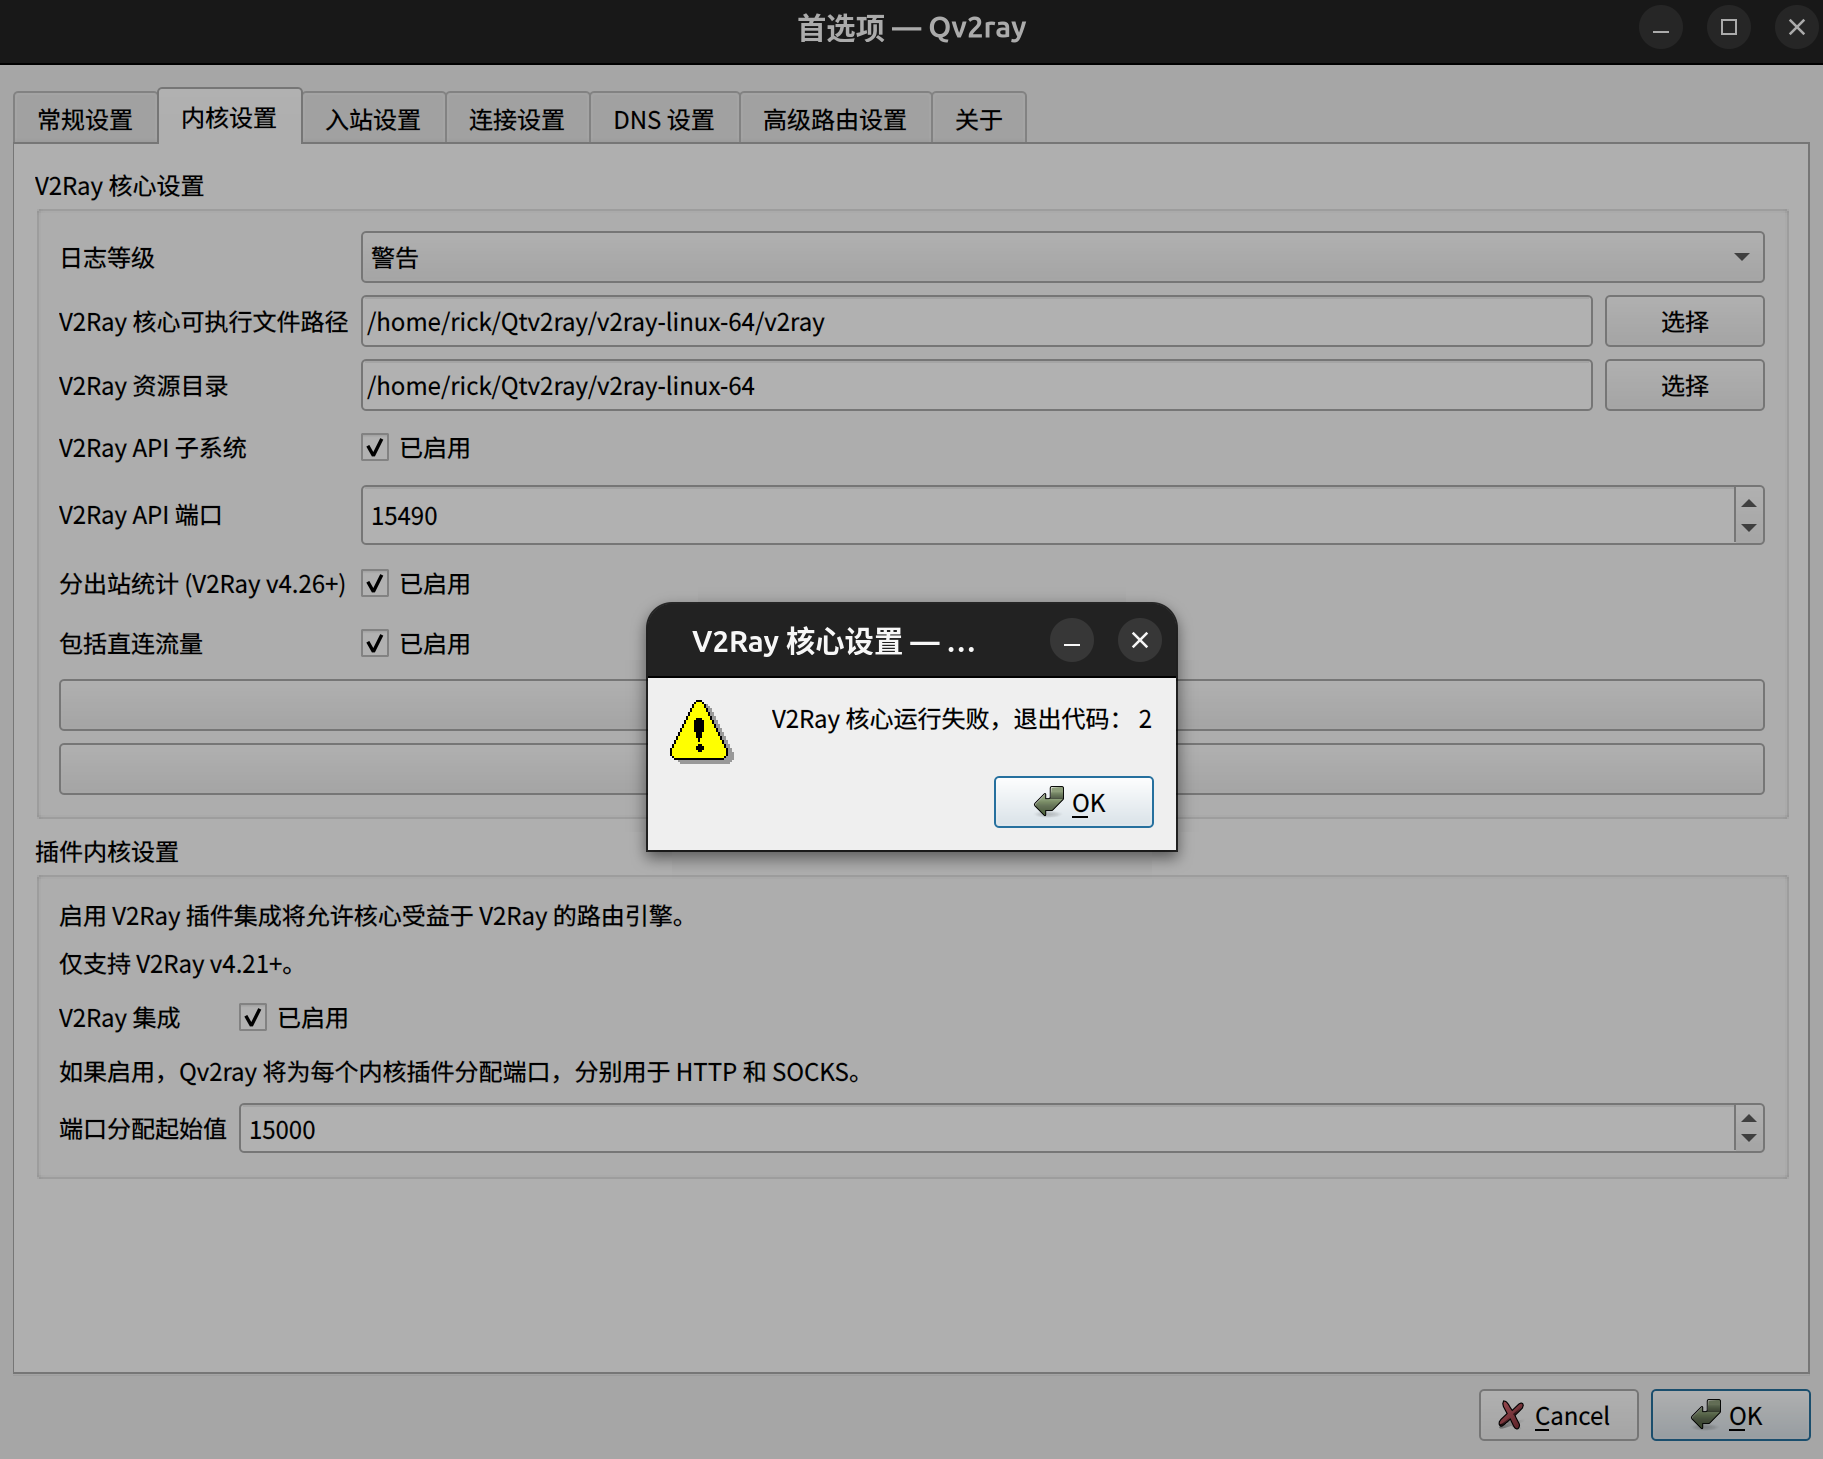 首选项 — Qv2ray
常规设置
内核设置
入站设置
连接设置
DNS 设置
高级路由设置
关于
V2Ray 核心设置
日志等级
警告
V2Ray 核心可执行文件路径
/home/rick/Qtv2ray/v2ray-linux-64/v2ray
选择
V2Ray 资源目录
/home/rick/Qtv2ray/v2ray-linux-64
选择
V2Ray API 子系统
已启用
V2Ray API 端口
15490
分出站统计 (V2Ray v4.26+)
已启用
包括直连流量
已启用
V2Ray 核心设置 — ...
V2Ray 核心运行失败，退出代码： 2
OK
插件内核设置
启用 V2Ray 插件集成将允许核心受益于 V2Ray 的路由引擎。
仅支持 V2Ray v4.21+。
V2Ray 集成
已启用
如果启用，Qv2ray 将为每个内核插件分配端口，分别用于 HTTP 和 SOCKS。
端口分配起始值
15000
Cancel
OK